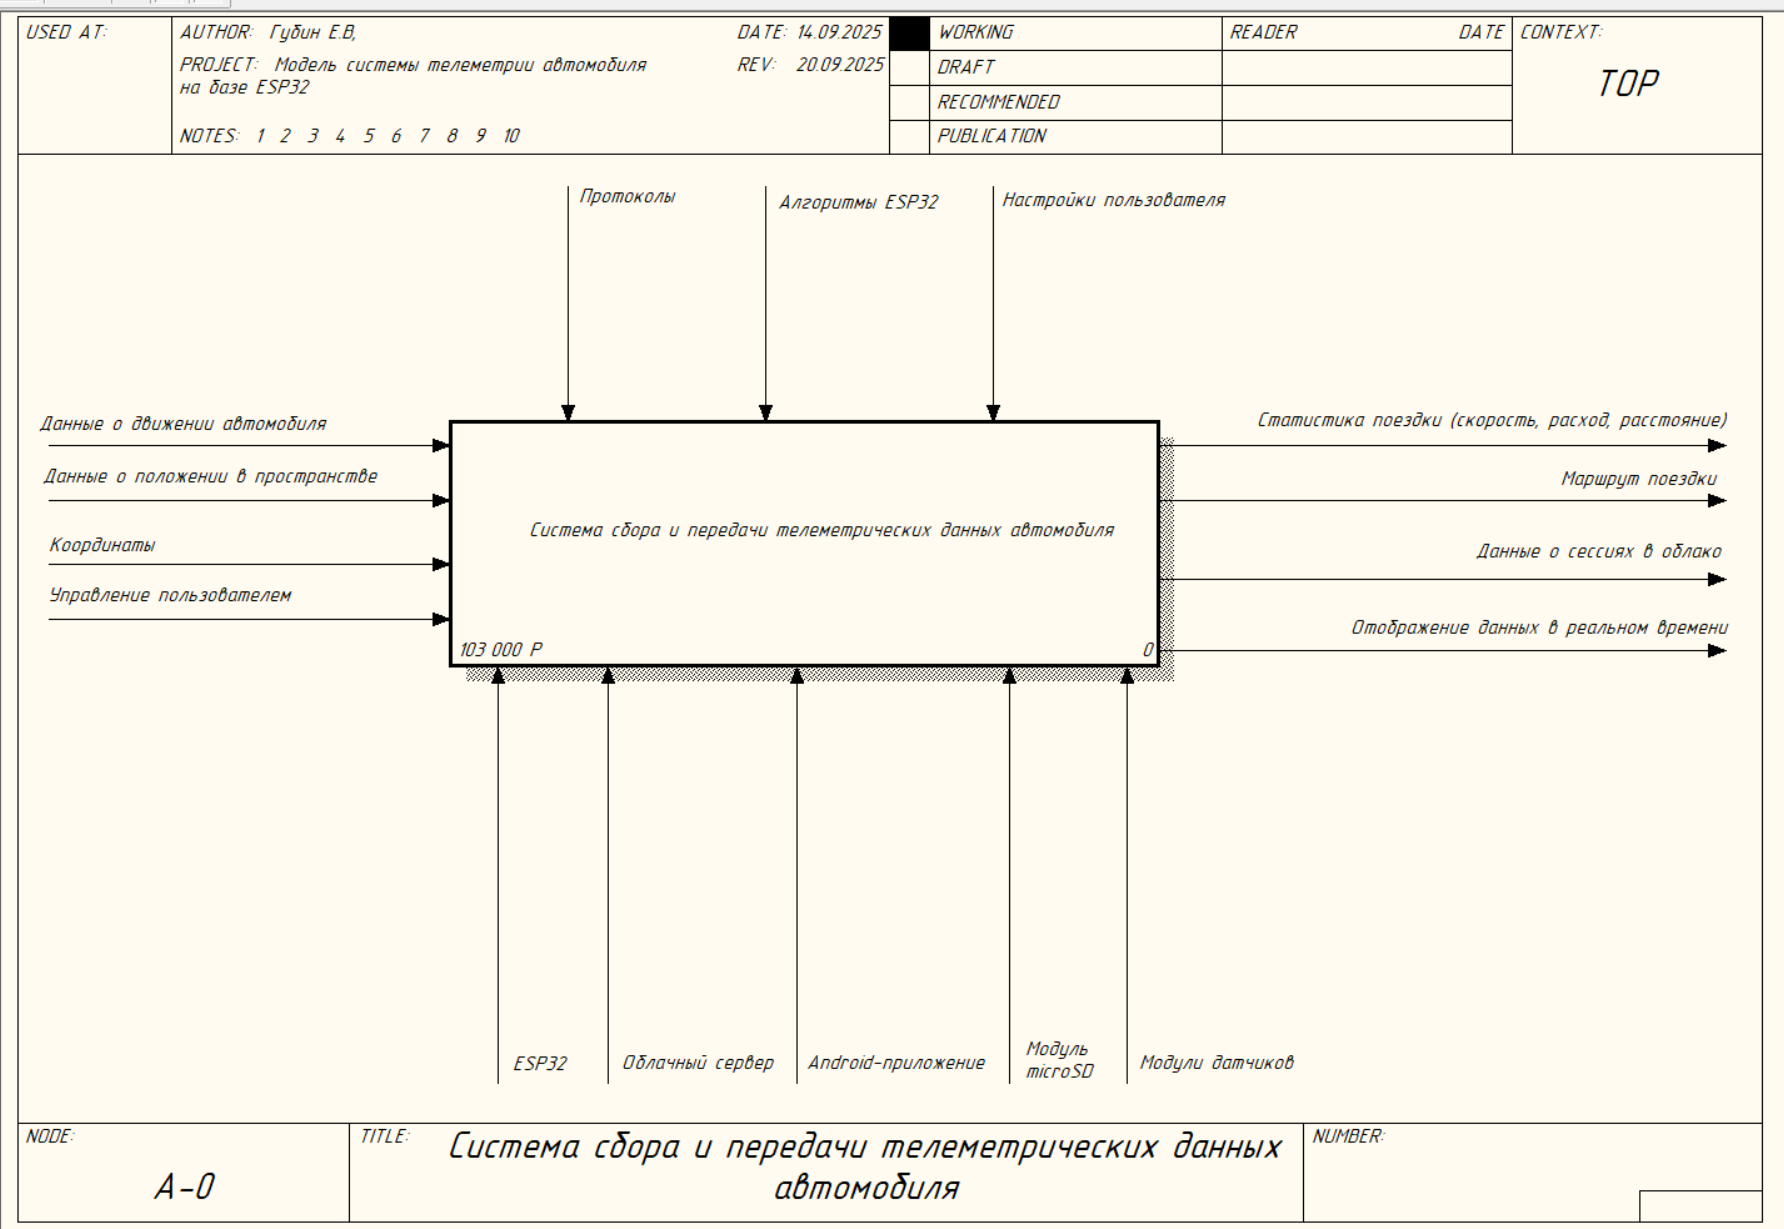 USED AT:
AUTHOR: Губин Е.В,
DATE: 14.09.2025
PROJECT: Модель системы телеметрии автомобиля
на базе ESP32
REV: 20.09.2025
NOTES: 1 2 3 4 5 6 7 8 9 10
WORKING
DRAFT
RECOMMENDED
PUBLICATION
READER DATE
CONTEXT:
TOP
Протоколы
Алгоритмы ESP32
Настройки пользователя
Данные о движении автомобиля
Данные о положении в пространстве
Координаты
Управление пользователем
Система сбора и передачи телеметрических данных автомобиля
103 000 Р
0
Статистика поездки (скорость, расход, расстояние)
Маршрут поездки
Данные о сессиях в облако
Отображение данных в реальном времени
ESP32
Облачный сервер
Android-приложение
Модуль
microSD
Модули датчиков
NODE:
A-0
TITLE:
Система сбора и передачи телеметрических данных
автомобиля
NUMBER: